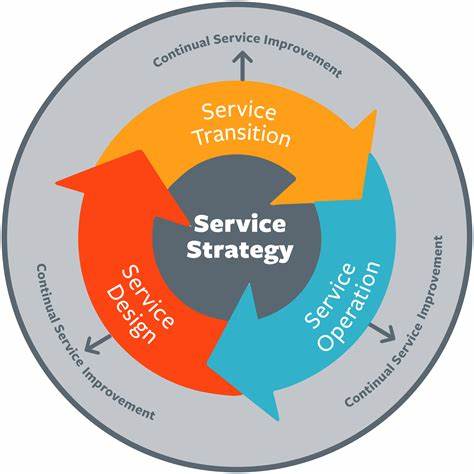 Continual Service Improvement
Service
Transition
Service
Strategy
Service
Operation
Service
Design
Continual Service Improvement
Continual Service Improvement